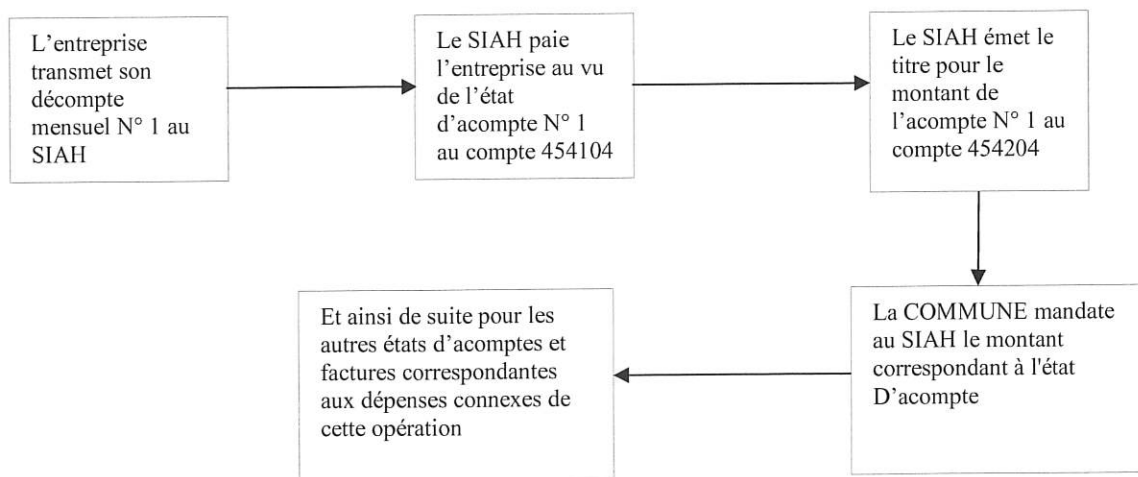 L'entreprise
transmet son
décompte
mensuel N° 1 au
SIAH
Le SIAH paie
l'entreprise au vu
de l'état
d'acompte N° 1
au compte 454104
Le SIAH émet le
titre pour le
montant de
l'acompte N° 1 au
compte 454204
La COMMUNE mandate
au SIAH le montant
correspondant à l'état
D'acompte
Et ainsi de suite pour les
autres états d'acomptes et
factures correspondantes
aux dépenses connexes de
cette opération